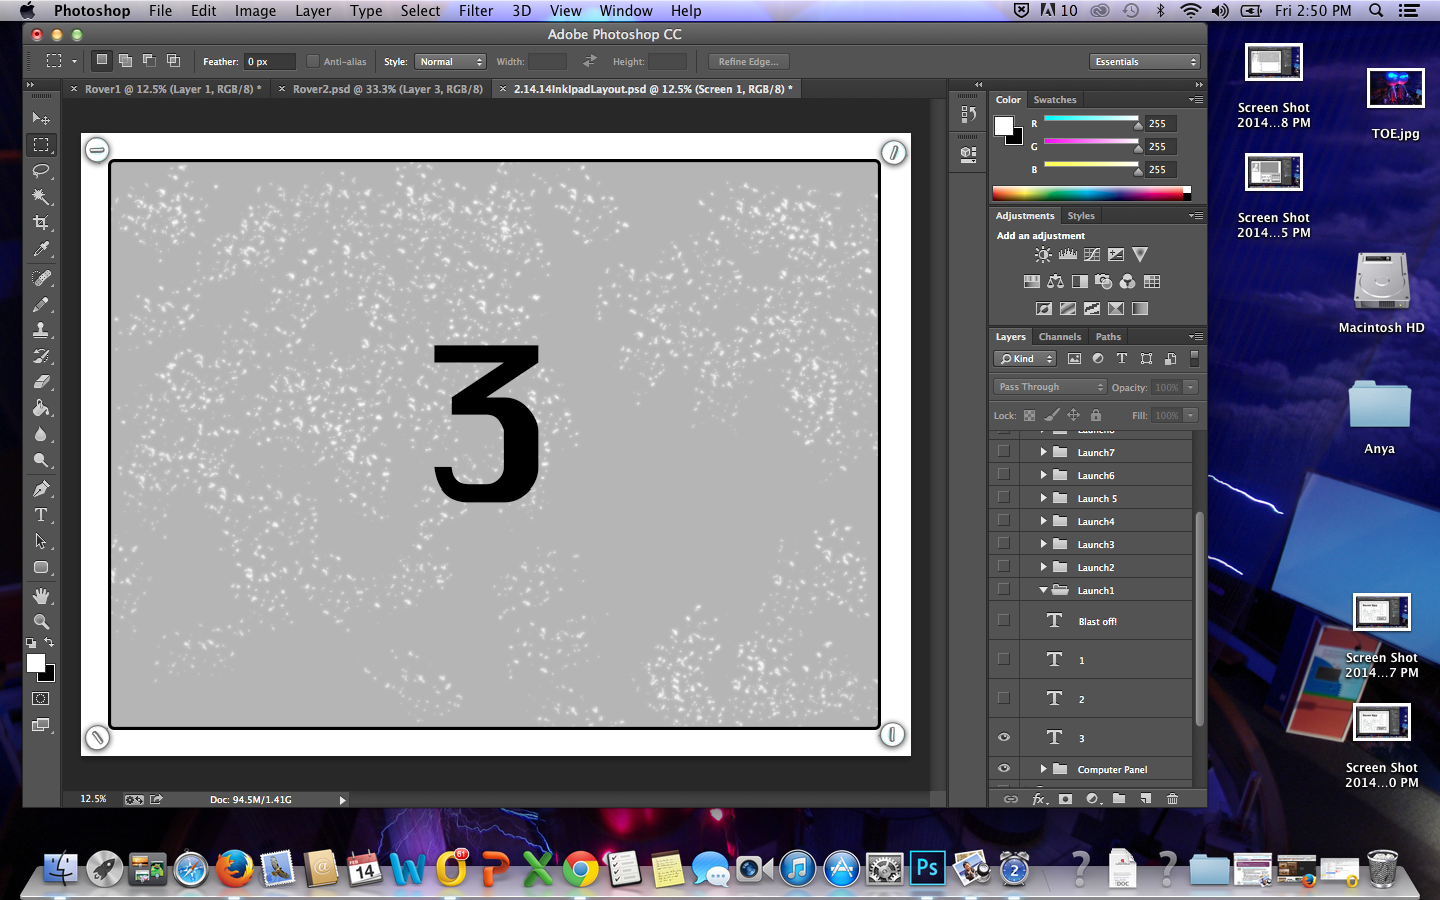 Photoshop File Edit Image Layer Type Select Filter 3D View Window Help 10 Fri 2:50 PM
Adobe Photoshop CC
Feather: 0 px Anti-alias Style: Normal Width: Height: Refine Edge... Essentials
Rover1 @ 12.5% (Layer 1, RGB/8) * Rover2.psd @ 33.3% (Layer 3, RGB/8) 2.14.14InkIpadLayout.psd @ 12.5% (Screen 1, RGB/8) *
3
Color Swatches
R 255
G 255
B 255
Adjustments Styles
Add an adjustment
Layers Channels Paths
Kind
Pass Through Opacity: 100%
Lock: Fill: 100%
Launch7
Launch6
Launch 5
Launch4
Launch3
Launch2
Launch1
Blast off!
1
2
3
Computer Panel
12.5% Doc: 94.5M/1.41G
Screen Shot
2014...8 PM
TOE.jpg
Screen Shot
2014...5 PM
Macintosh HD
Anya
Screen Shot
2014...7 PM
Screen Shot
2014...0 PM
FEB
14
61
Ps
2
DOC